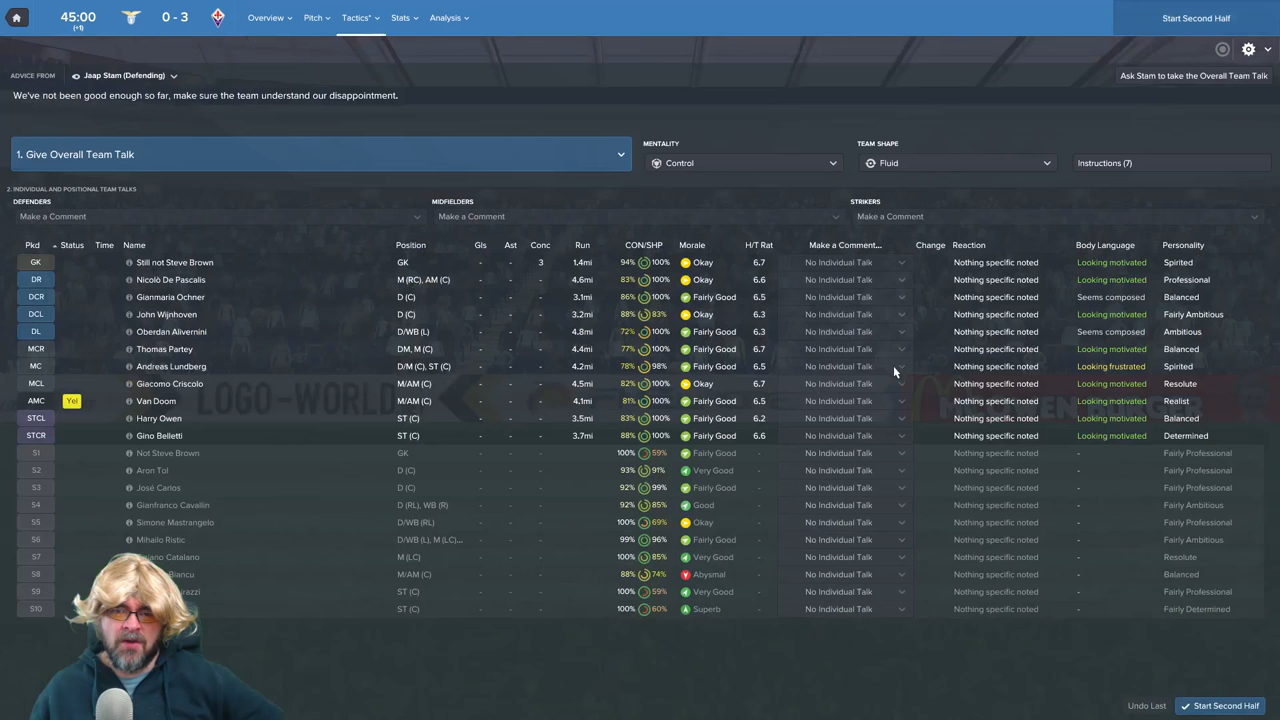 45:00
(+1)
0 - 3
Overview
Pitch
Tactics*
Stats
Analysis
Start Second Half
ADVICE FROM
Jaap Stam (Defending)
Ask Stam to take the Overall Team Talk
We've not been good enough so far, make sure the team understand our disappointment.
1. Give Overall Team Talk
MENTALITY
Control
TEAM SHAPE
Fluid
Instructions (7)
2. INDIVIDUAL AND POSITIONAL TEAM TALKS
DEFENDERS MIDFIELDERS STRIKERS
Make a Comment Make a Comment Make a Comment
Pkd Status Time Name Position Gls Ast Conc Run CON/SHP Morale H/T Rat Make a Comment... Change Reaction Body Language Personality
GK Still not Steve Brown GK - - 3 1.4mi 94% 100% Okay 6.7 No Individual Talk Nothing specific noted Looking motivated Spirited
DR Nicolò De Pascalis M (RC), AM (C) - - - 4.6mi 83% 100% Okay 6.6 No Individual Talk Nothing specific noted Looking motivated Professional
DCR Gianmaria Ochner D (C) - - - 3.1mi 86% 100% Fairly Good 6.5 No Individual Talk Nothing specific noted Seems composed Balanced
DCL John Wijnhoven D (C) - - - 3.2mi 88% 83% Okay 6.3 No Individual Talk Nothing specific noted Looking motivated Fairly Ambitious
DL Oberdan Alivernini D/WB (L) - - - 4.8mi 72% 100% Fairly Good 6.3 No Individual Talk Nothing specific noted Seems composed Ambitious
MCR Thomas Partey DM, M (C) - - - 4.4mi 77% 100% Fairly Good 6.7 No Individual Talk Nothing specific noted Looking motivated Balanced
MC Andreas Lundberg D/M (C), ST (C) - - - 4.2mi 78% 98% Fairly Good 6.5 No Individual Talk Nothing specific noted Looking frustrated Spirited
MCL Giacomo Criscolo M/AM (C) - - - 4.5mi 82% 100% Okay 6.7 No Individual Talk Nothing specific noted Looking motivated Resolute
AMC Yel Van Doom M/AM (C) - - - 4.1mi 81% 100% Fairly Good 6.5 No Individual Talk Nothing specific noted Looking motivated Realist
STCL Harry Owen ST (C) - - - 3.5mi 83% 100% Fairly Good 6.2 No Individual Talk Nothing specific noted Looking motivated Balanced
STCR Gino Belletti ST (C) - - - 3.7mi 88% 100% Fairly Good 6.6 No Individual Talk Nothing specific noted Looking motivated Determined
S1 Not Steve Brown GK - - - 100% 59% Fairly Good - No Individual Talk Nothing specific noted - Fairly Professional
S2 Aron Tol D (C) - - - 93% 91% Very Good - No Individual Talk Nothing specific noted - Fairly Professional
S3 José Carlos D (C) - - - 92% 99% Fairly Good - No Individual Talk Nothing specific noted - Fairly Professional
S4 Gianfranco Cavallin D (RL), WB (R) - - - 92% 85% Good - No Individual Talk Nothing specific noted - Fairly Ambitious
S5 Simone Mastrangelo D/WB (RL) - - - 100% 69% Okay - No Individual Talk Nothing specific noted - Fairly Professional
S6 Mihailo Ristic D/WB (L), M (LC)... - - - 99% 96% Fairly Good - No Individual Talk Nothing specific noted - Fairly Ambitious
S7 Catalano M (LC) - - - 100% 85% Very Good - No Individual Talk Nothing specific noted - Resolute
S8 Biancu M/AM (C) - - - 88% 74% Abysmal - No Individual Talk Nothing specific noted - Balanced
S9 ST (C) - - - 100% 59% Very Good - No Individual Talk Nothing specific noted - Fairly Professional
S10 ST (C) - - - 100% 60% Superb - No Individual Talk Nothing specific noted - Fairly Determined
LOGO-WORLD
Undo Last
Start Second Half